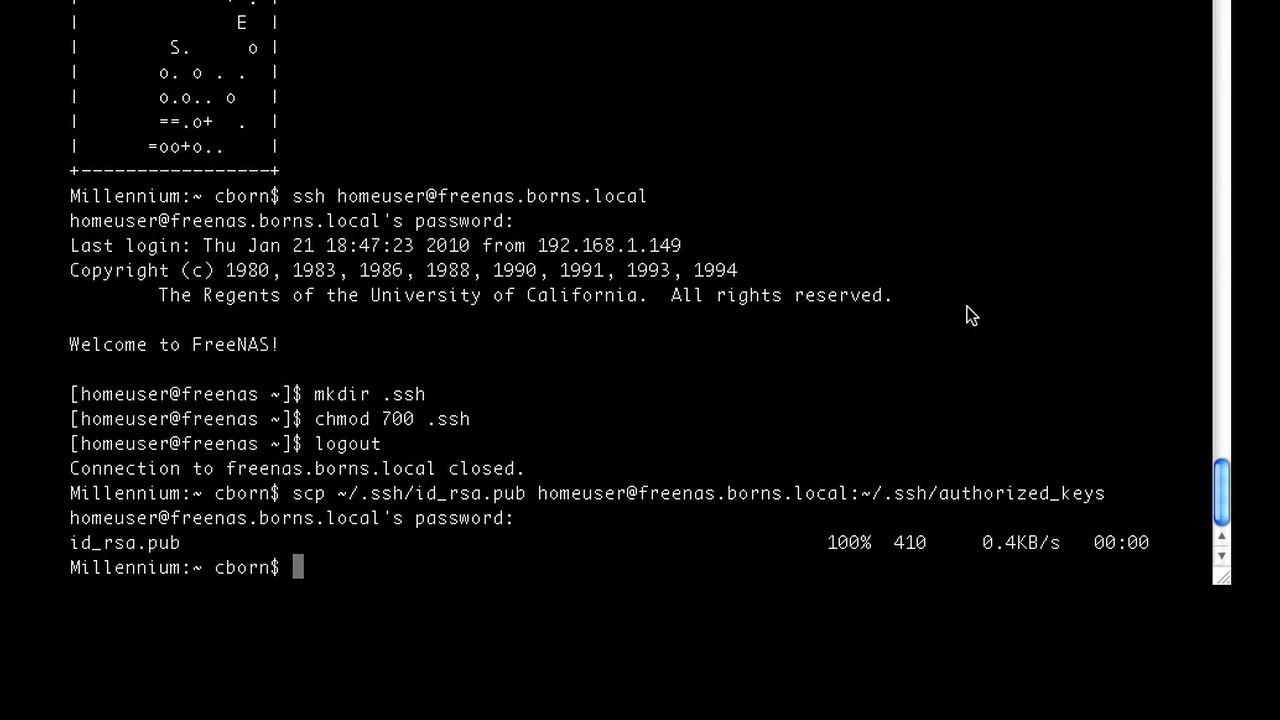 |                 E  |
|        S.     o |
|       o. o . .  |
|       o.o.. o   |
|       ==.o+  .  |
|      =oo+o..    |
+-----------------+
Millennium:~ cborn$ ssh homeuser@freenas.borns.local
homeuser@freenas.borns.local's password:
Last login: Thu Jan 21 18:47:23 2010 from 192.168.1.149
Copyright (c) 1980, 1983, 1986, 1988, 1990, 1991, 1993, 1994
        The Regents of the University of California.  All rights reserved.
Welcome to FreeNAS!
[homeuser@freenas ~]$ mkdir .ssh
[homeuser@freenas ~]$ chmod 700 .ssh
[homeuser@freenas ~]$ logout
Connection to freenas.borns.local closed.
Millennium:~ cborn$ scp ~/.ssh/id_rsa.pub homeuser@freenas.borns.local:~/.ssh/authorized_keys
homeuser@freenas.borns.local's password:
id_rsa.pub                                                          100%  410     0.4KB/s   00:00
Millennium:~ cborn$